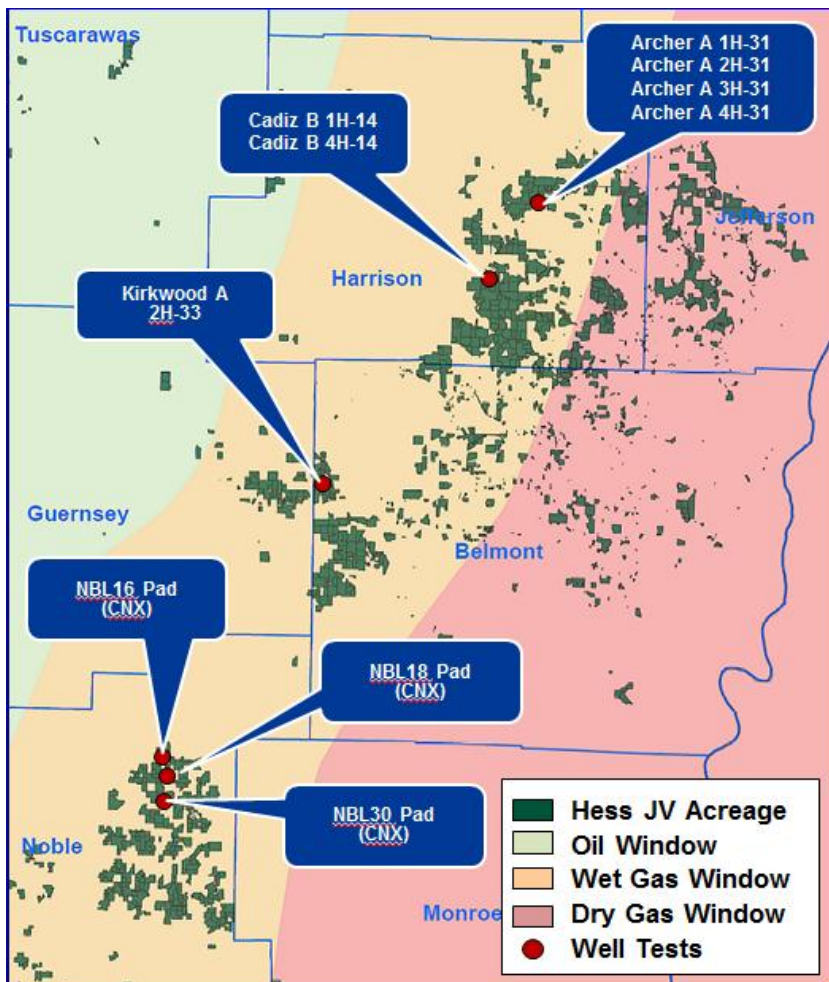 Tuscarawas
Archer A 1H-31
Archer A 2H-31
Archer A 3H-31
Archer A 4H-31
Cadiz B 1H-14
Cadiz B 4H-14
Jefferson
Harrison
Kirkwood A
2H-33
Guernsey
Belmont
NBL16 Pad
(CNX)
NBL18 Pad
(CNX)
NBL30 Pad
(CNX)
Noble
Monroe
Hess JV Acreage
Oil Window
Wet Gas Window
Dry Gas Window
Well Tests